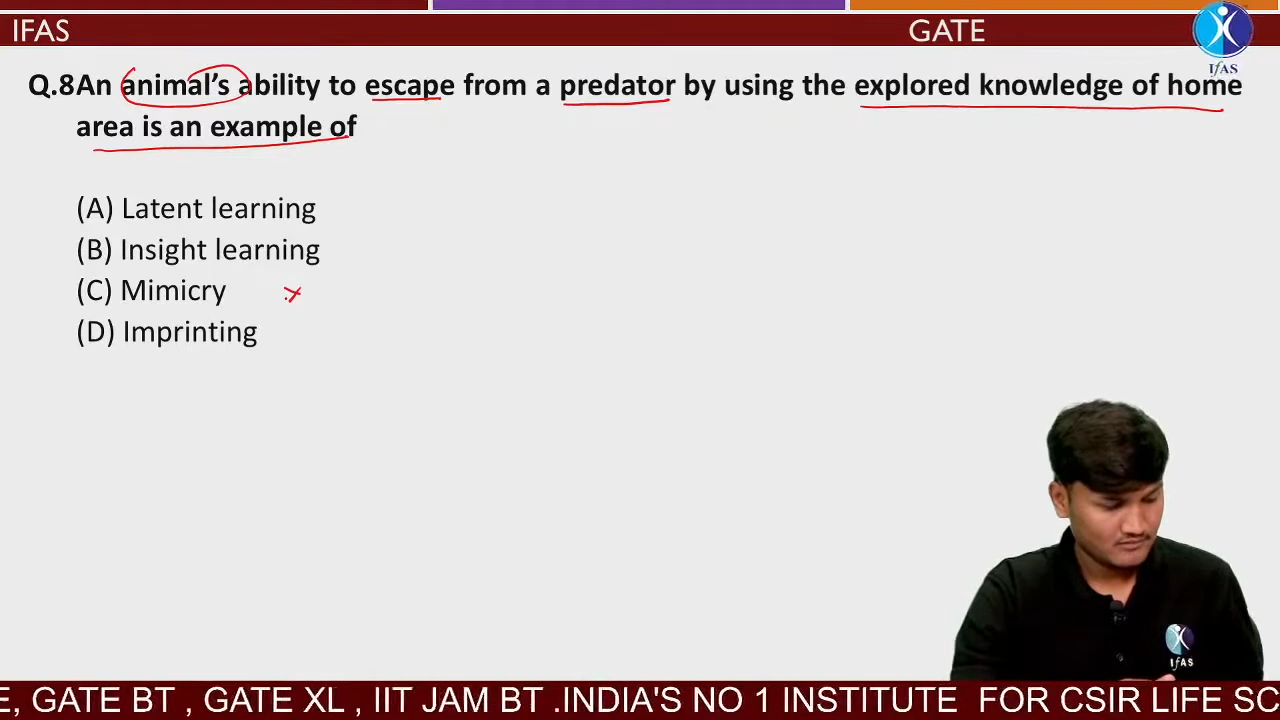 IFAS
GATE
IfAS
Q.8An animal's ability to escape from a predator by using the explored knowledge of home
area is an example of
(A) Latent learning
(B) Insight learning
(C) Mimicry
(D) Imprinting
IfAS
E, GATE BT , GATE XL , IIT JAM BT .INDIA'S NO 1 INSTITUTE FOR CSIR LIFE SC